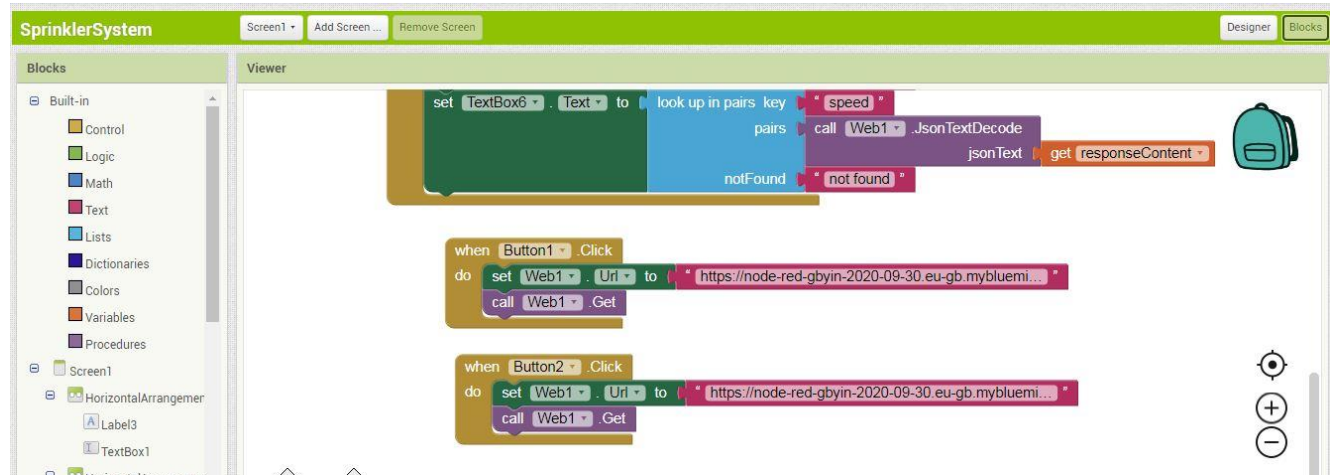 SprinklerSystem
Screen1
Add Screen ...
Remove Screen
Designer
Blocks
Blocks
Viewer
Built-in
Control
Logic
Math
Text
Lists
Dictionaries
Colors
Variables
Procedures
Screen1
HorizontalArrangemer
Label3
TextBox1
set TextBox6 . Text to look up in pairs key " speed "
pairs call Web1 .JsonTextDecode
jsonText get responseContent
notFound " not found "
when Button1 .Click
do set Web1 . Url to " https://node-red-gbyin-2020-09-30.eu-gb.mybluemi... "
call Web1 .Get
when Button2 .Click
do set Web1 . Url to " https://node-red-gbyin-2020-09-30.eu-gb.mybluemi... "
call Web1 .Get